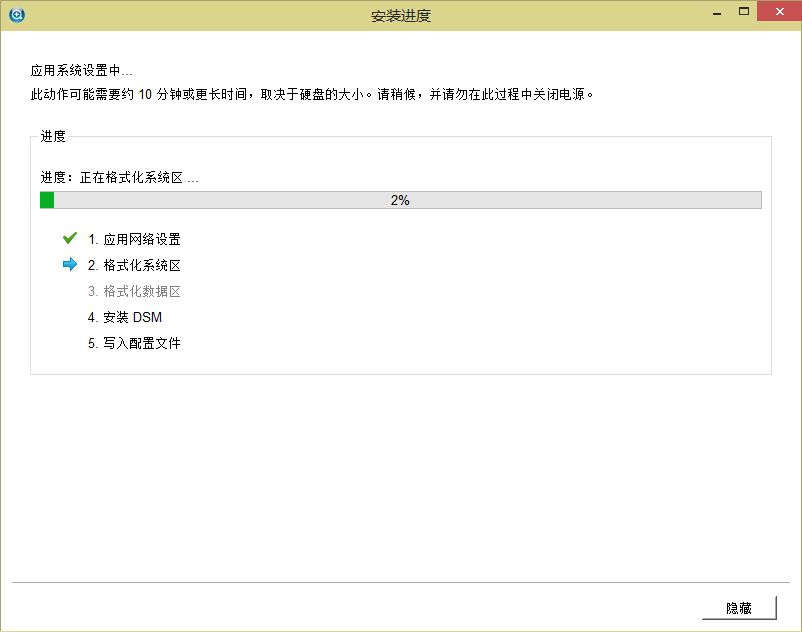 安装进度
应用系统设置中...
此动作可能需要约 10 分钟或更长时间，取决于硬盘的大小。请稍候，并请勿在此过程中关闭电源。
进度
进度：正在格式化系统区 ...
2%
1. 应用网络设置
2. 格式化系统区
3. 格式化数据区
4. 安装 DSM
5. 写入配置文件
隐藏